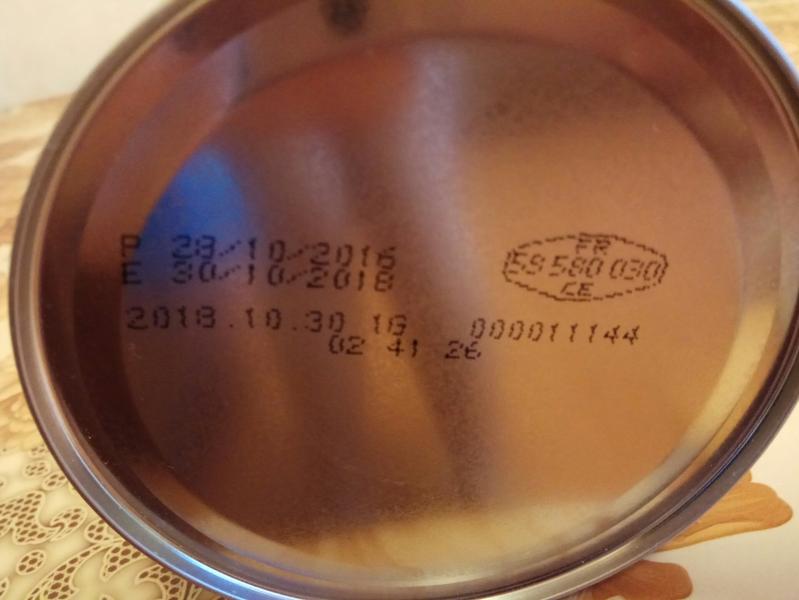 P 28/10/2016
E 30/10/2018
FR
59 580 030
CE
2018.10.30 1G 000011144
02 41 26